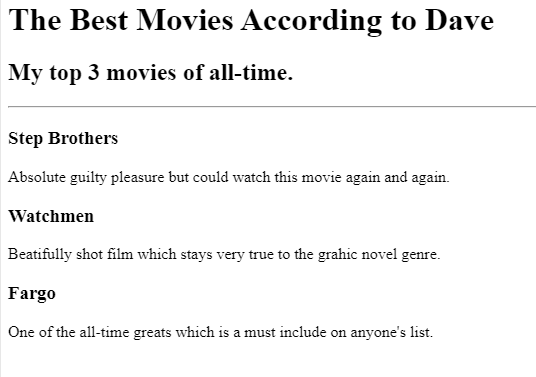 The Best Movies According to Dave
My top 3 movies of all-time.
Step Brothers
Absolute guilty pleasure but could watch this movie again and again.
Watchmen
Beatifully shot film which stays very true to the grahic novel genre.
Fargo
One of the all-time greats which is a must include on anyone's list.